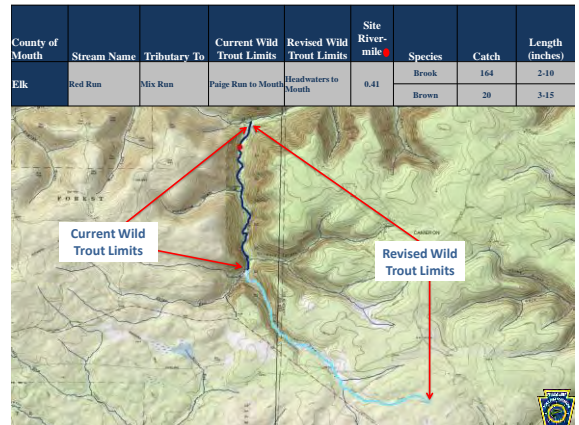 County of Mouth Stream Name Tributary To Current Wild Trout Limits Revised Wild Trout Limits Site River-mile Species Catch Length (inches)
Elk Red Run Mix Run Paige Run to Mouth Headwaters to Mouth 0.41 Brook 164 2-10
Brown 20 3-15
FOREST
CAMERON
Current Wild
Trout Limits
Revised Wild
Trout Limits